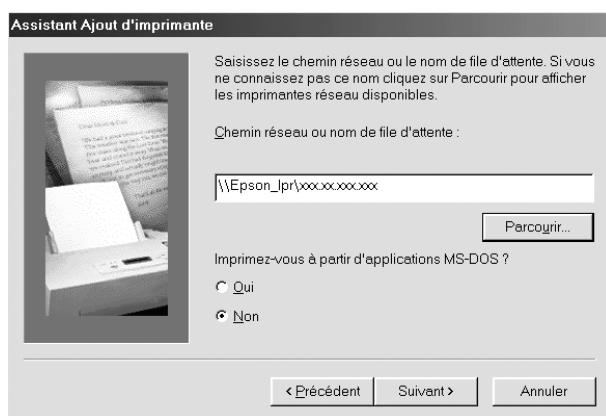 Assistant Ajout d'imprimante
Saisissez le chemin réseau ou le nom de file d'attente. Si vous
ne connaissez pas ce nom cliquez sur Parcourir pour afficher
les imprimantes réseau disponibles.
Chemin réseau ou nom de file d'attente :
\\Epson_lpr\xxx.xx.xxx.xxx
Parcourir...
Imprimez-vous à partir d'applications MS-DOS ?
Oui
Non
< Précédent
Suivant >
Annuler